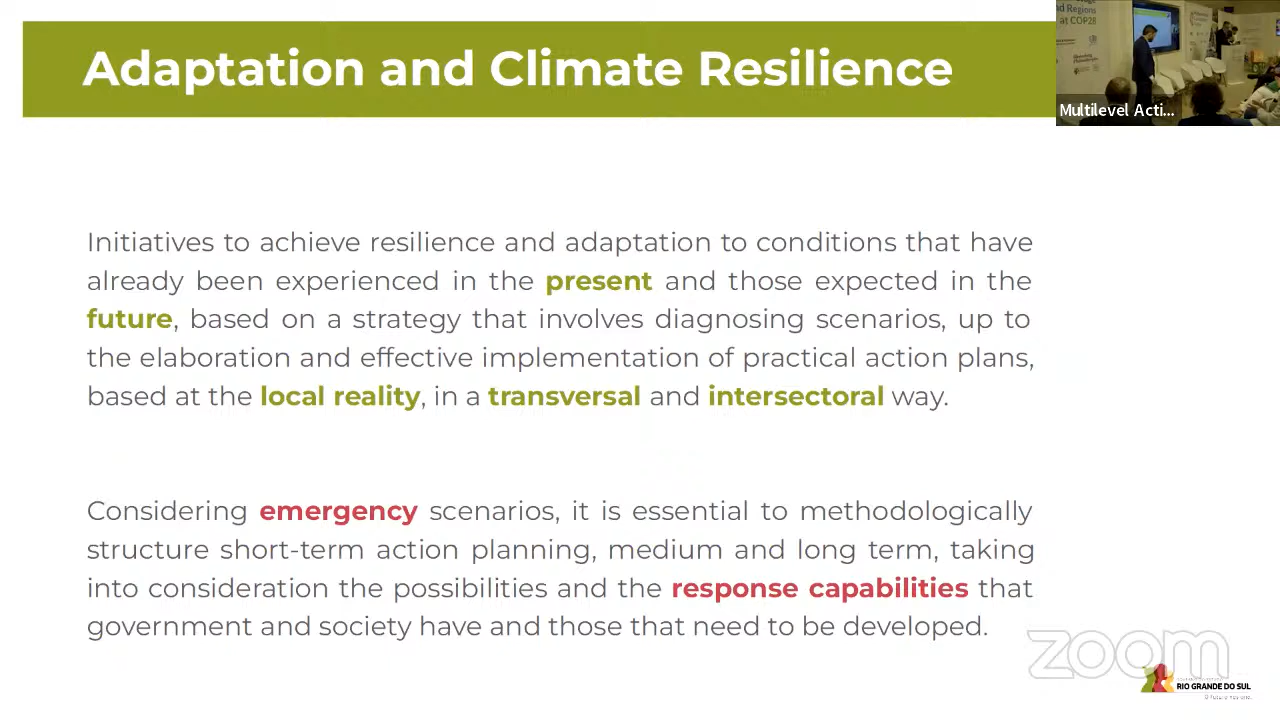 Adaptation and Climate Resilience
nd Regions
at COP28
Multilevel Acti...
Initiatives to achieve resilience and adaptation to conditions that have
already been experienced in the present and those expected in the
future, based on a strategy that involves diagnosing scenarios, up to
the elaboration and effective implementation of practical action plans,
based at the local reality, in a transversal and intersectoral way.
Considering emergency scenarios, it is essential to methodologically
structure short-term action planning, medium and long term, taking
into consideration the possibilities and the response capabilities that
government and society have and those that need to be developed.
zoom
RIO GRANDE DO SUL